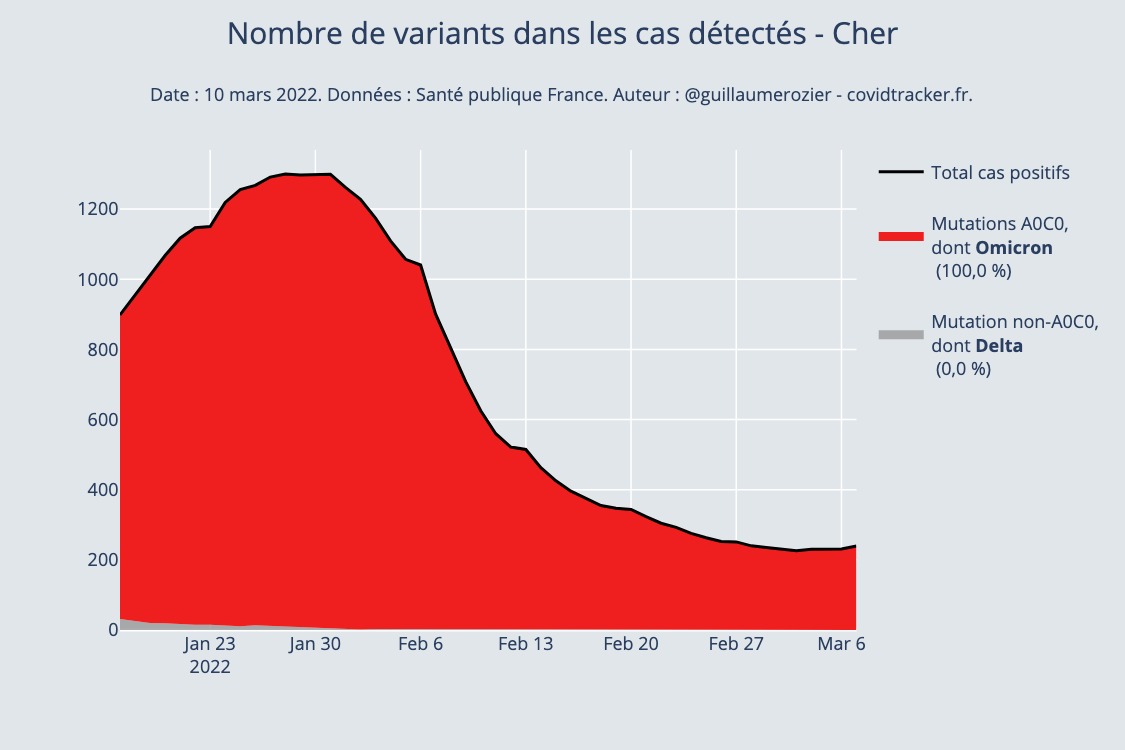 Nombre de variants dans les cas détectés - Cher
Date : 10 mars 2022. Données : Santé publique France. Auteur : @guillaumerozier - covidtracker.fr.
Total cas positifs
Mutations A0C0,
dont Omicron
(100,0 %)
Mutation non-A0C0,
dont Delta
(0,0 %)
1200
1000
800
600
400
200
0
Jan 23 Jan 30 Feb 6 Feb 13 Feb 20 Feb 27 Mar 6
2022